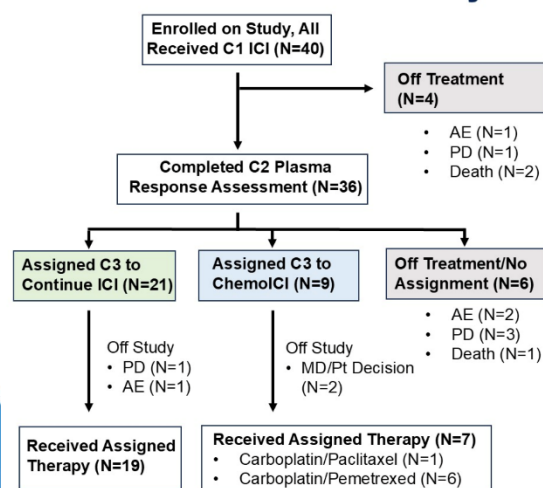 Enrolled on Study, All
Received C1 ICI (N=40)
Off Treatment
(N=4)
• AE (N=1)
• PD (N=1)
• Death (N=2)
Completed C2 Plasma
Response Assessment (N=36)
Assigned C3 to
Continue ICI (N=21)
Assigned C3 to
ChemoICI (N=9)
Off Treatment/No
Assignment (N=6)
• AE (N=2)
• PD (N=3)
• Death (N=1)
Off Study
• PD (N=1)
• AE (N=1)
Off Study
• MD/Pt Decision
(N=2)
Received Assigned
Therapy (N=19)
Received Assigned Therapy (N=7)
• Carboplatin/Paclitaxel (N=1)
• Carboplatin/Pemetrexed (N=6)